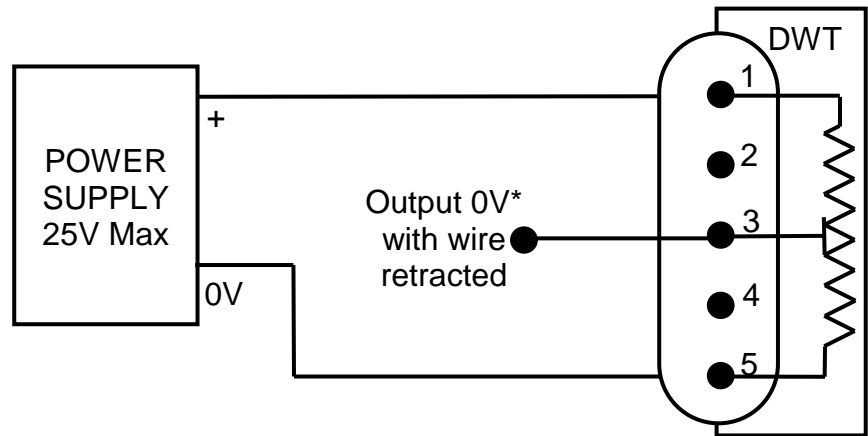 DWT
1
+
2
POWER
SUPPLY
25V Max
Output 0V*
with wire
retracted
3
0V
4
5